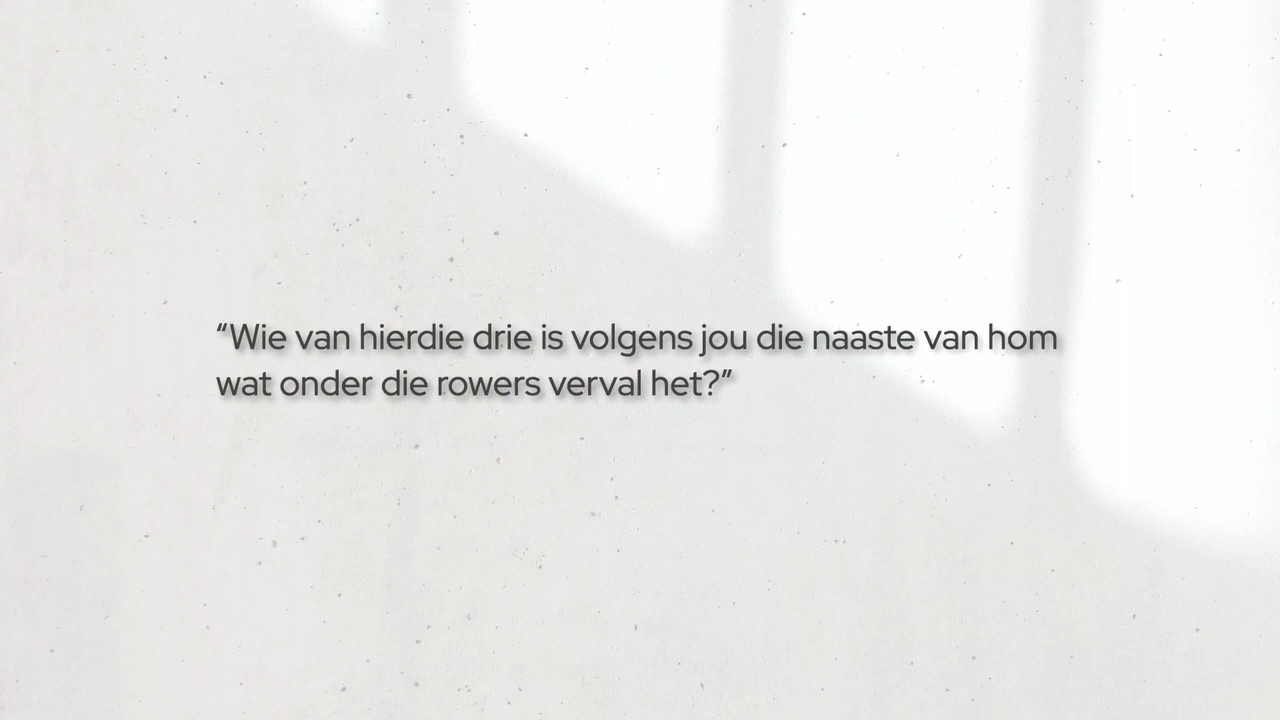 “Wie van hierdie drie is volgens jou die naaste van hom
wat onder die rowers verval het?”